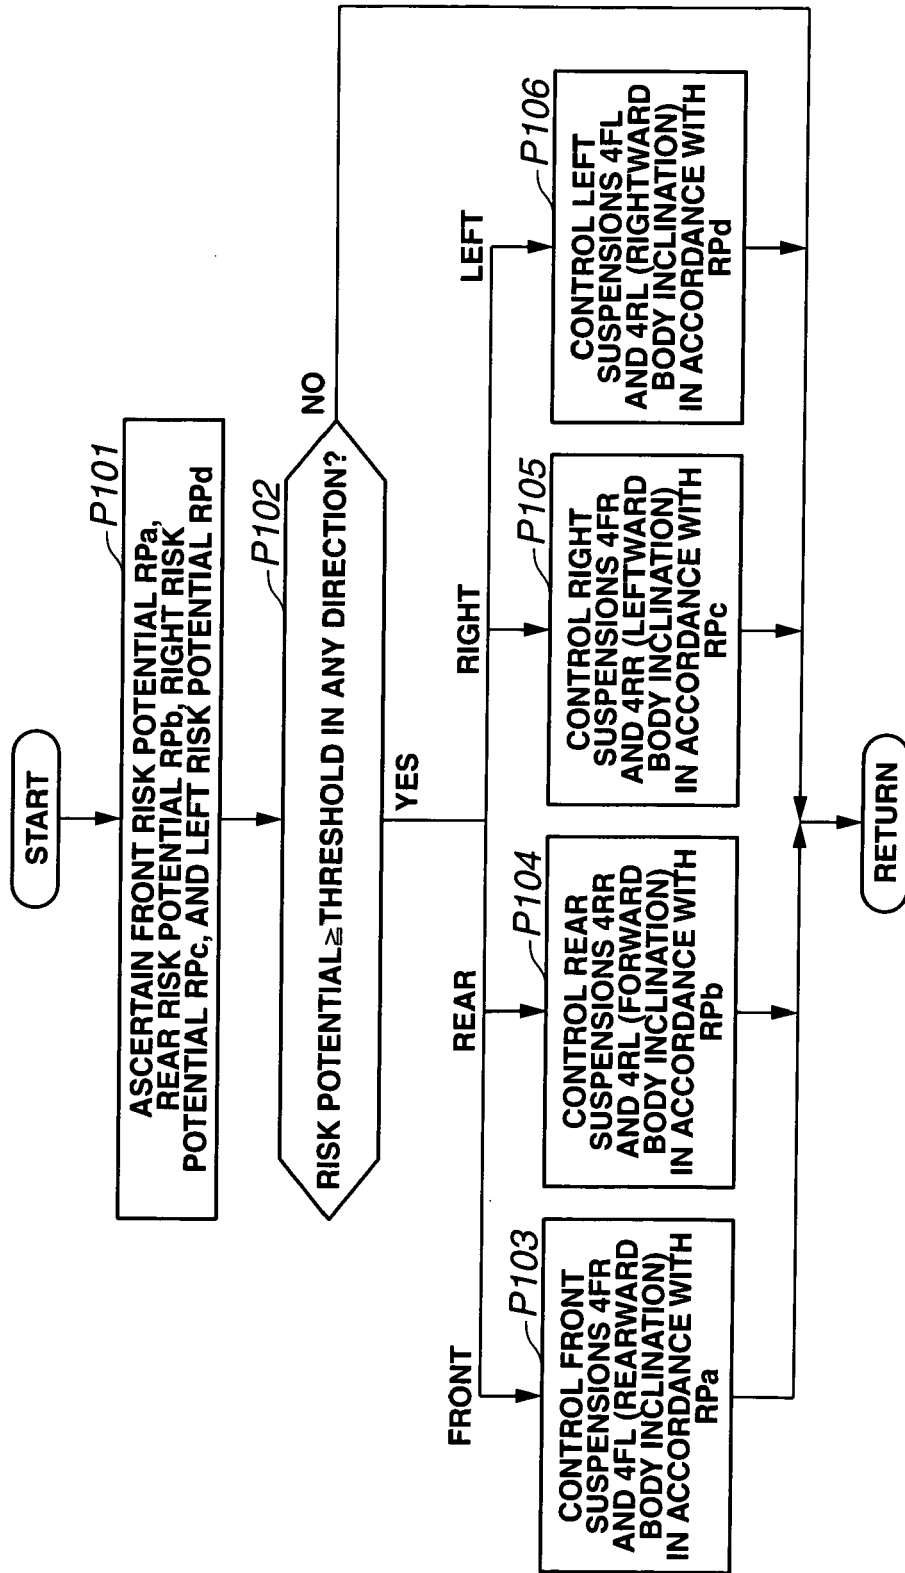 START
P101
ASCERTAIN FRONT RISK POTENTIAL RPa,
REAR RISK POTENTIAL RPb, RIGHT RISK
POTENTIAL RPc, AND LEFT RISK POTENTIAL RPd
P102
RISK POTENTIAL≧THRESHOLD IN ANY DIRECTION?
NO
YES
FRONT
REAR
RIGHT
LEFT
P103
CONTROL FRONT
SUSPENSIONS 4FR
AND 4FL (REARWARD
BODY INCLINATION)
IN ACCORDANCE WITH
RPa
P104
CONTROL REAR
SUSPENSIONS 4RR
AND 4RL (FORWARD
BODY INCLINATION)
IN ACCORDANCE WITH
RPb
P105
CONTROL RIGHT
SUSPENSIONS 4FR
AND 4RR (LEFTWARD
BODY INCLINATION)
IN ACCORDANCE WITH
RPc
P106
CONTROL LEFT
SUSPENSIONS 4FL
AND 4RL (RIGHTWARD
BODY INCLINATION)
IN ACCORDANCE WITH
RPd
RETURN